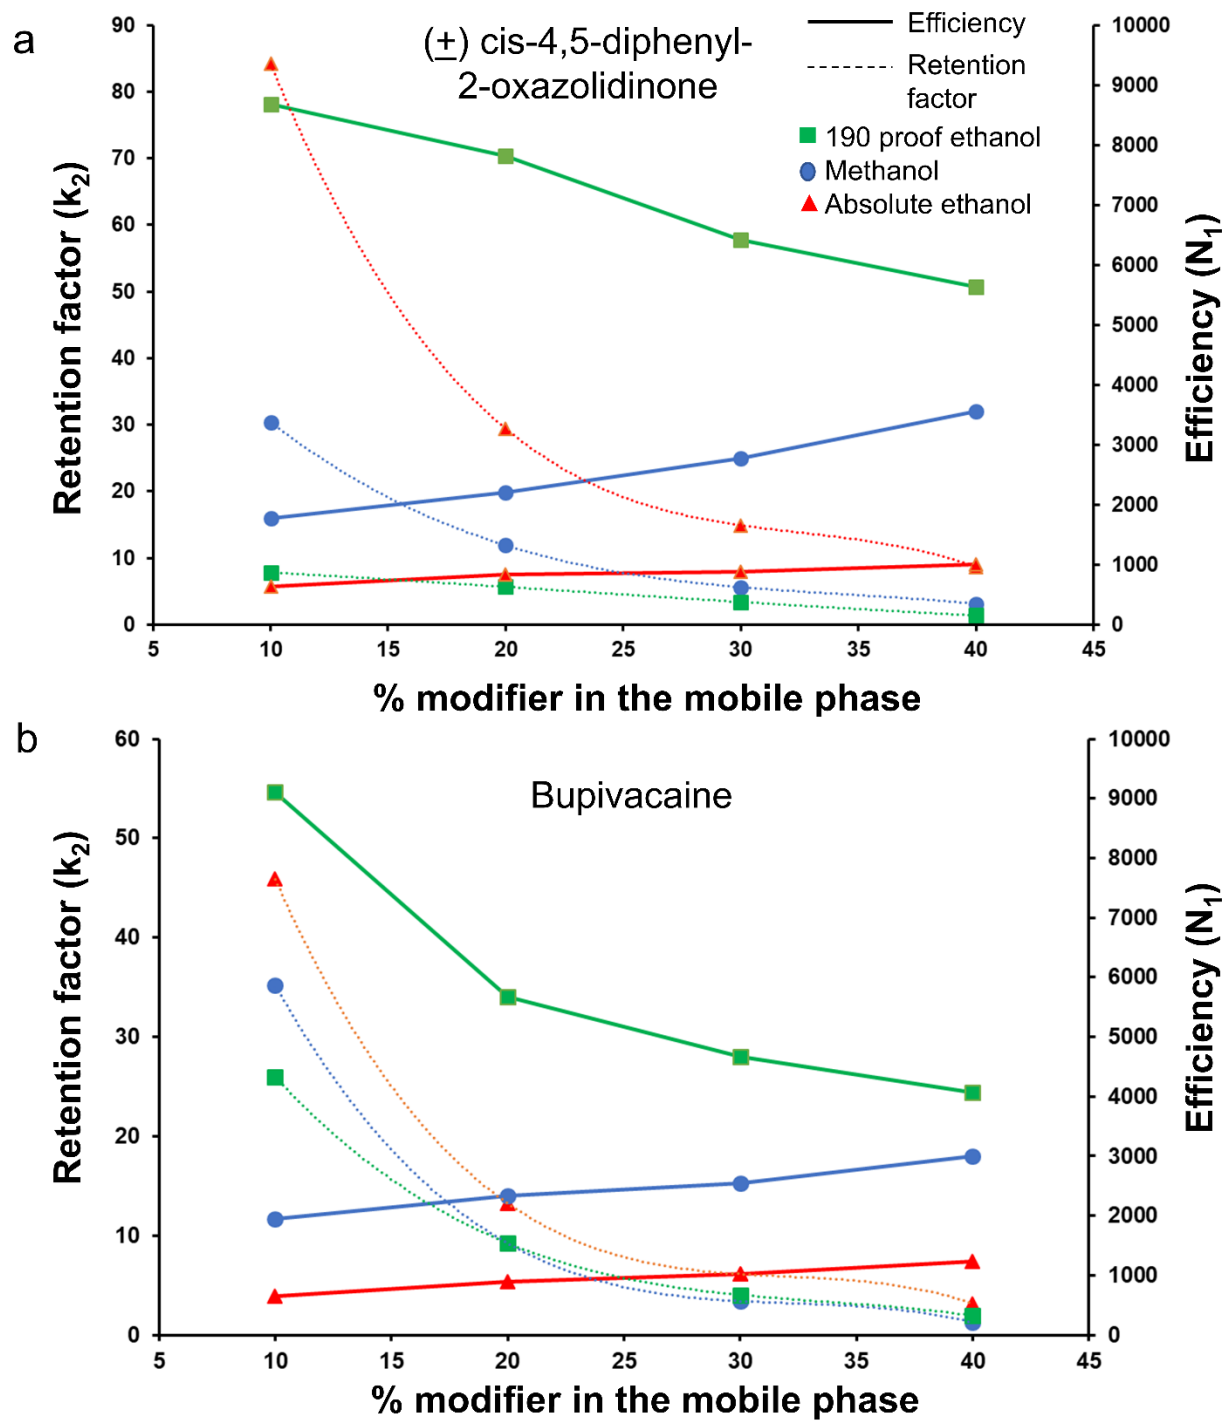 a
(±) cis-4,5-diphenyl-
2-oxazolidinone
Efficiency
Retention
factor
190 proof ethanol
Methanol
Absolute ethanol
Retention factor (k2)
90
80
70
60
50
40
30
20
10
0
Efficiency (N1)
10000
9000
8000
7000
6000
5000
4000
3000
2000
1000
0
5 10 15 20 25 30 35 40 45
% modifier in the mobile phase
b
Bupivacaine
Retention factor (k2)
60
50
40
30
20
10
0
Efficiency (N1)
10000
9000
8000
7000
6000
5000
4000
3000
2000
1000
0
5 10 15 20 25 30 35 40 45
% modifier in the mobile phase